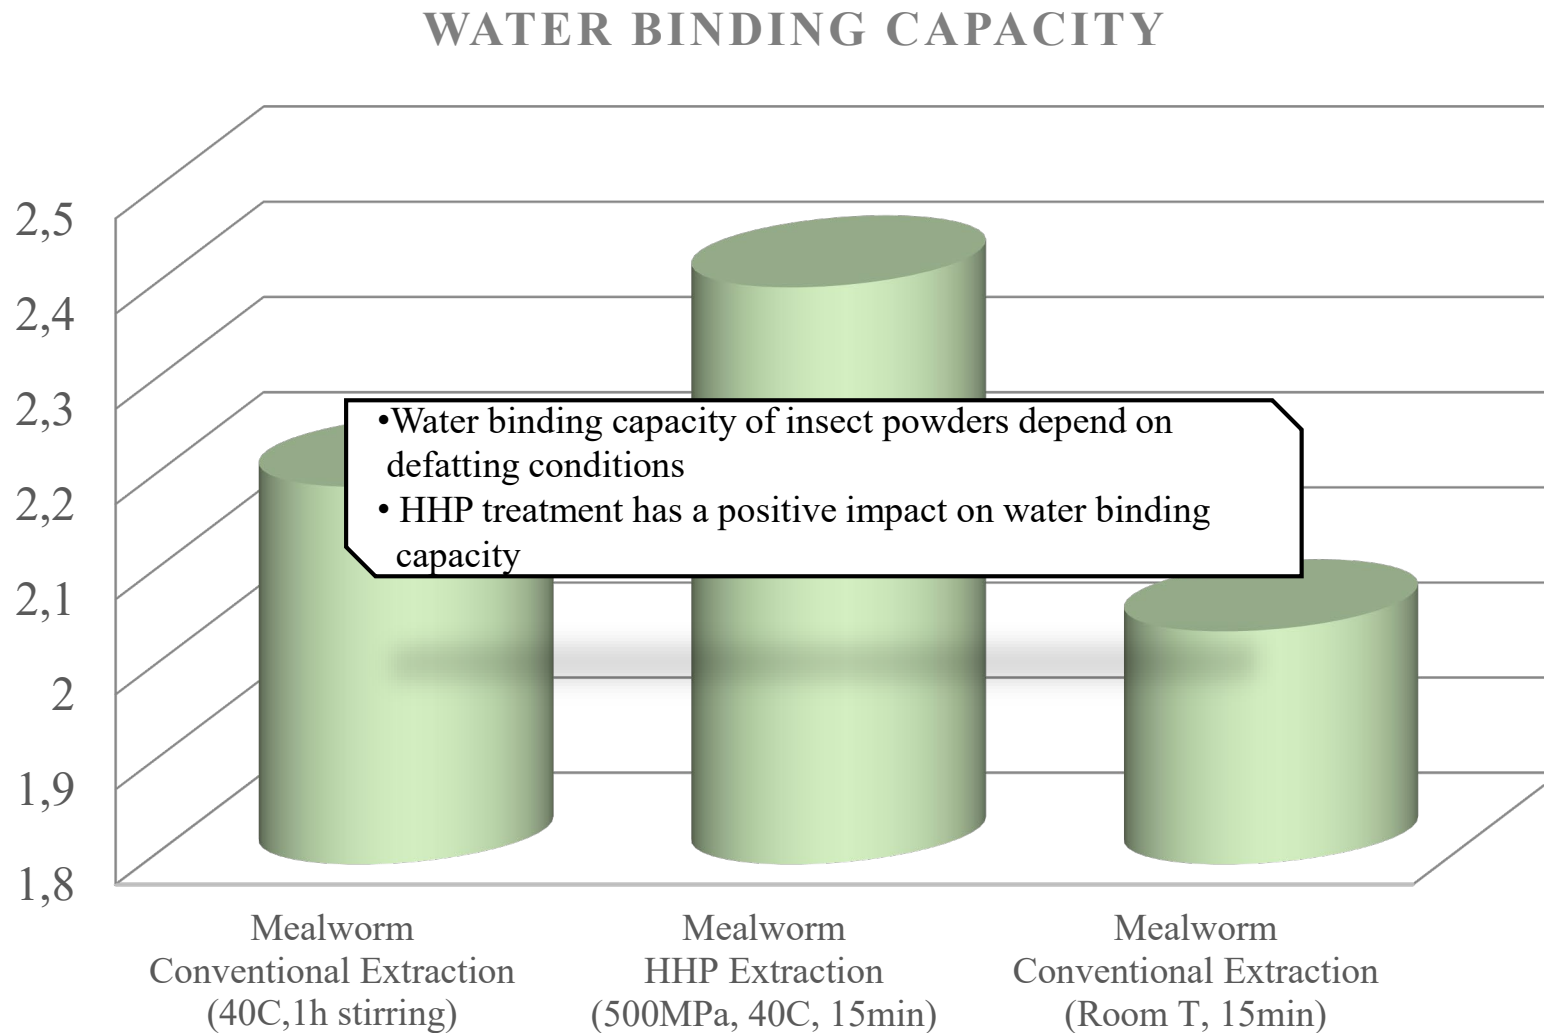 WATER BINDING CAPACITY
2,5
2,4
2,3
2,2
2,1
2
1,9
1,8
•Water binding capacity of insect powders depend on
defatting conditions
• HHP treatment has a positive impact on water binding
capacity
Mealworm
Conventional Extraction
(40C,1h stirring)
Mealworm
HHP Extraction
(500MPa, 40C, 15min)
Mealworm
Conventional Extraction
(Room T, 15min)